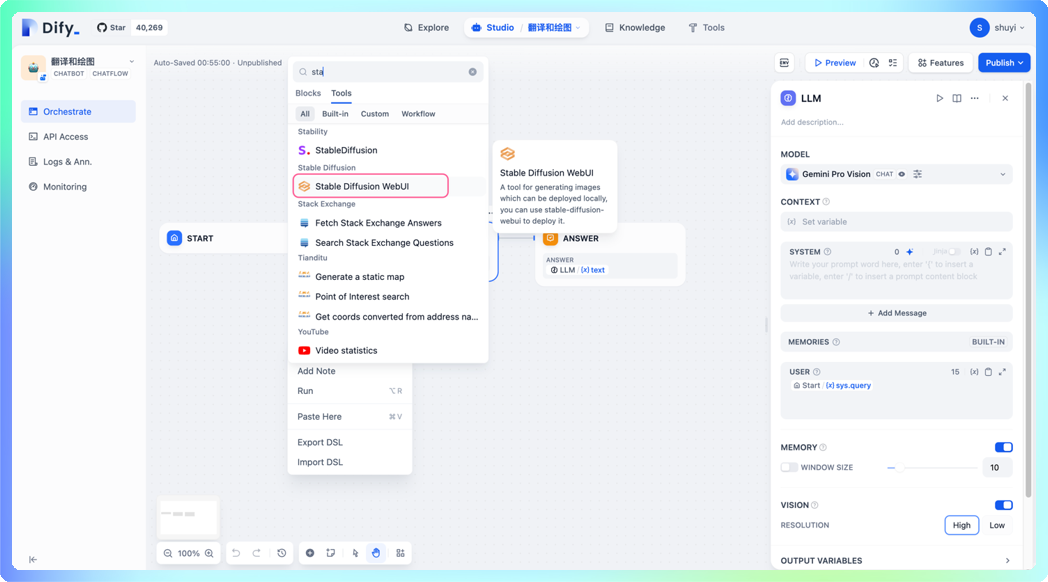 Dify_
Star 40,269
Explore
Studio / 翻译和绘图
Knowledge
Tools
S shuyi
翻译和绘图
CHATBOT CHATFLOW
Orchestrate
API Access
Logs & Ann.
Monitoring
Auto-Saved 00:55:00 · Unpublished
Preview
Features
Publish
sta
Blocks Tools
All Built-in Custom Workflow
Stability
S. StableDiffusion
Stable Diffusion
Stable Diffusion WebUI
Stack Exchange
Fetch Stack Exchange Answers
Search Stack Exchange Questions
Tianditu
Generate a static map
Point of Interest search
Get coords converted from address na...
YouTube
Video statistics
Add Note
Run ⌥ R
Paste Here ⌘ V
Export DSL
Import DSL
Stable Diffusion WebUI
A tool for generating images
which can be deployed locally,
you can use stable-diffusion-
webui to deploy it.
START
ANSWER
ANSWER
LLM / {x} text
100%
LLM
Add description...
MODEL
Gemini Pro Vision CHAT
CONTEXT
{x} Set variable
SYSTEM 0 {x}
Write your prompt word here, enter '{' to insert a
variable, enter '/' to insert a prompt content block
+ Add Message
MEMORIES BUILT-IN
USER 15 {x}
Start / {x} sys.query
MEMORY
WINDOW SIZE 10
VISION
RESOLUTION High Low
OUTPUT VARIABLES